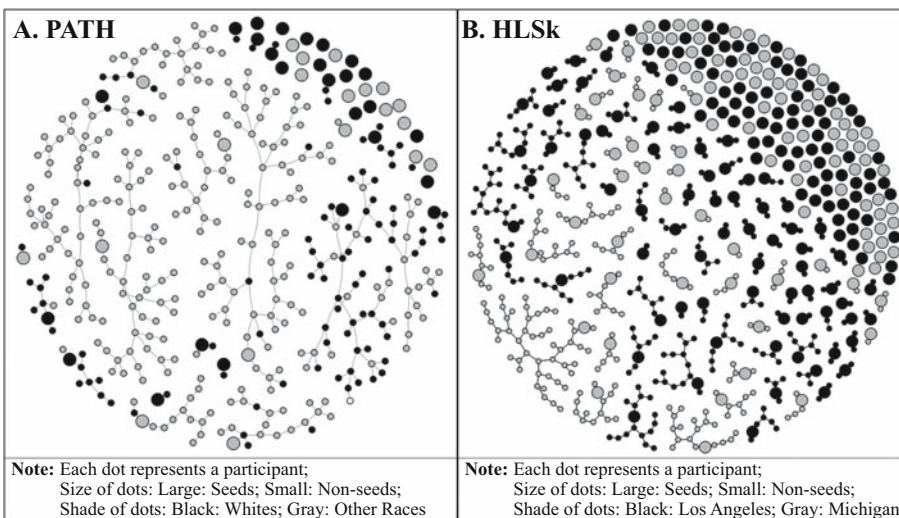 A. PATH
Note: Each dot represents a participant;
Size of dots: Large: Seeds; Small: Non-seeds;
Shade of dots: Black: Whites; Gray: Other Races
B. HLSk
Note: Each dot represents a participant;
Size of dots: Large: Seeds; Small: Non-seeds;
Shade of dots: Black: Los Angeles; Gray: Michigan